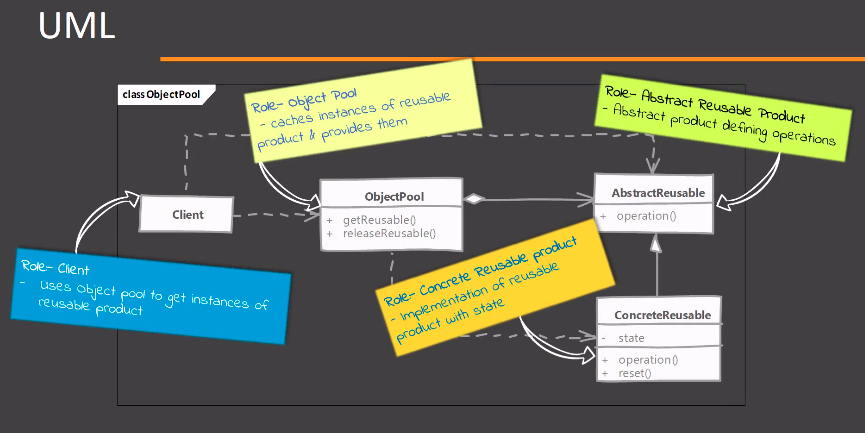 UML
class ObjectPool
Role- Object Pool
- caches instances of reusable
product & provides them
Role- Abstract Reusable Product
- Abstract product defining operations
Client
ObjectPool
+ getReusable()
+ releaseReusable()
AbstractReusable
+ operation()
Role- Client
- Uses Object pool to get instances of
reusable product
Role- Concrete Reusable product
- Implementation of reusable
product with state
ConcreteReusable
- state
+ operation()
+ reset()